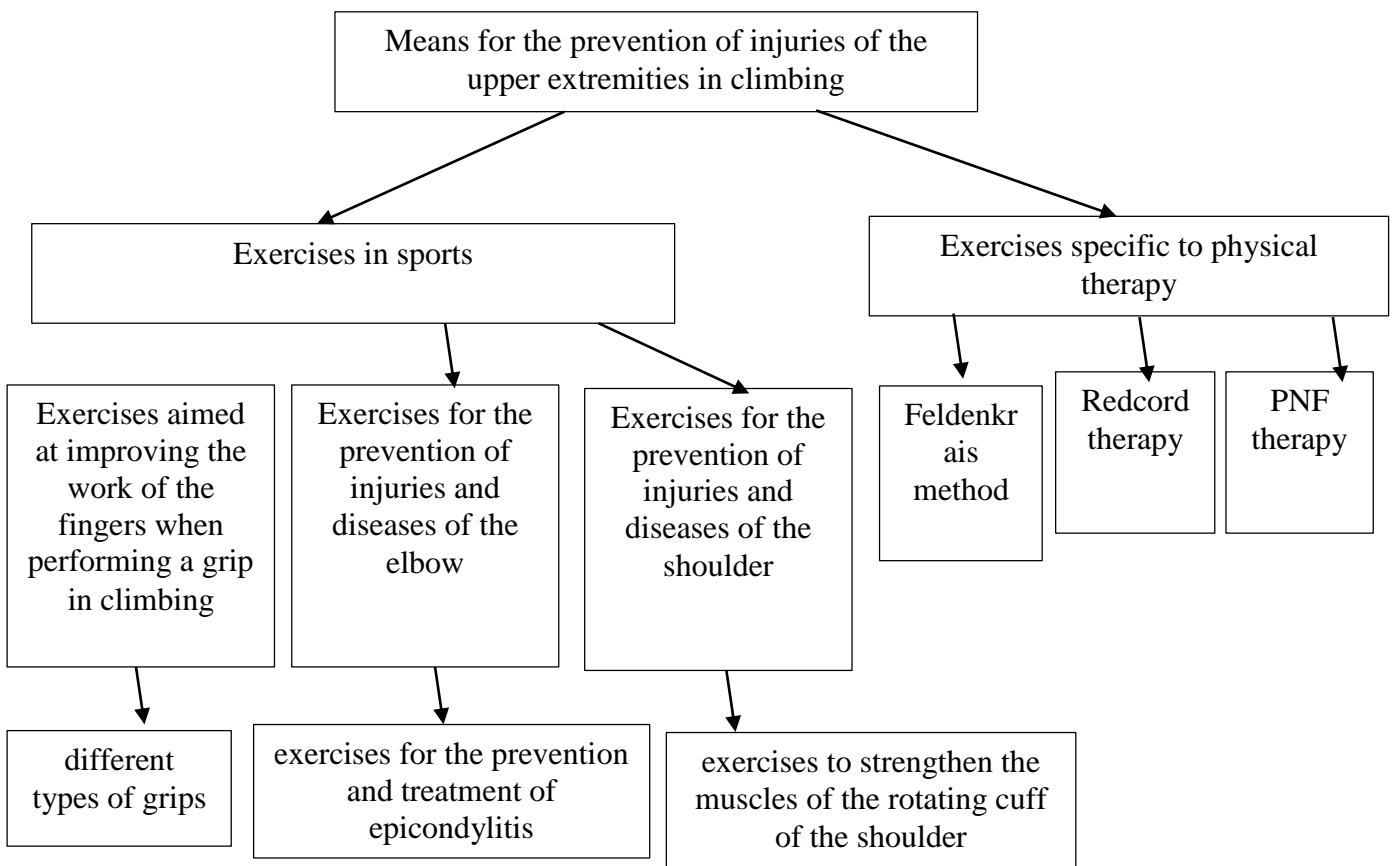 Means for the prevention of injuries of the
upper extremities in climbing
Exercises in sports
Exercises specific to physical
therapy
Exercises aimed
at improving the
work of the
fingers when
performing a grip
in climbing
Exercises for the
prevention of
injuries and
diseases of the
elbow
Exercises for the
prevention of
injuries and
diseases of the
shoulder
Feldenkr
ais
method
Redcord
therapy
PNF
therapy
different
types of grips
exercises for the prevention
and treatment of
epicondylitis
exercises to strengthen the
muscles of the rotating cuff
of the shoulder